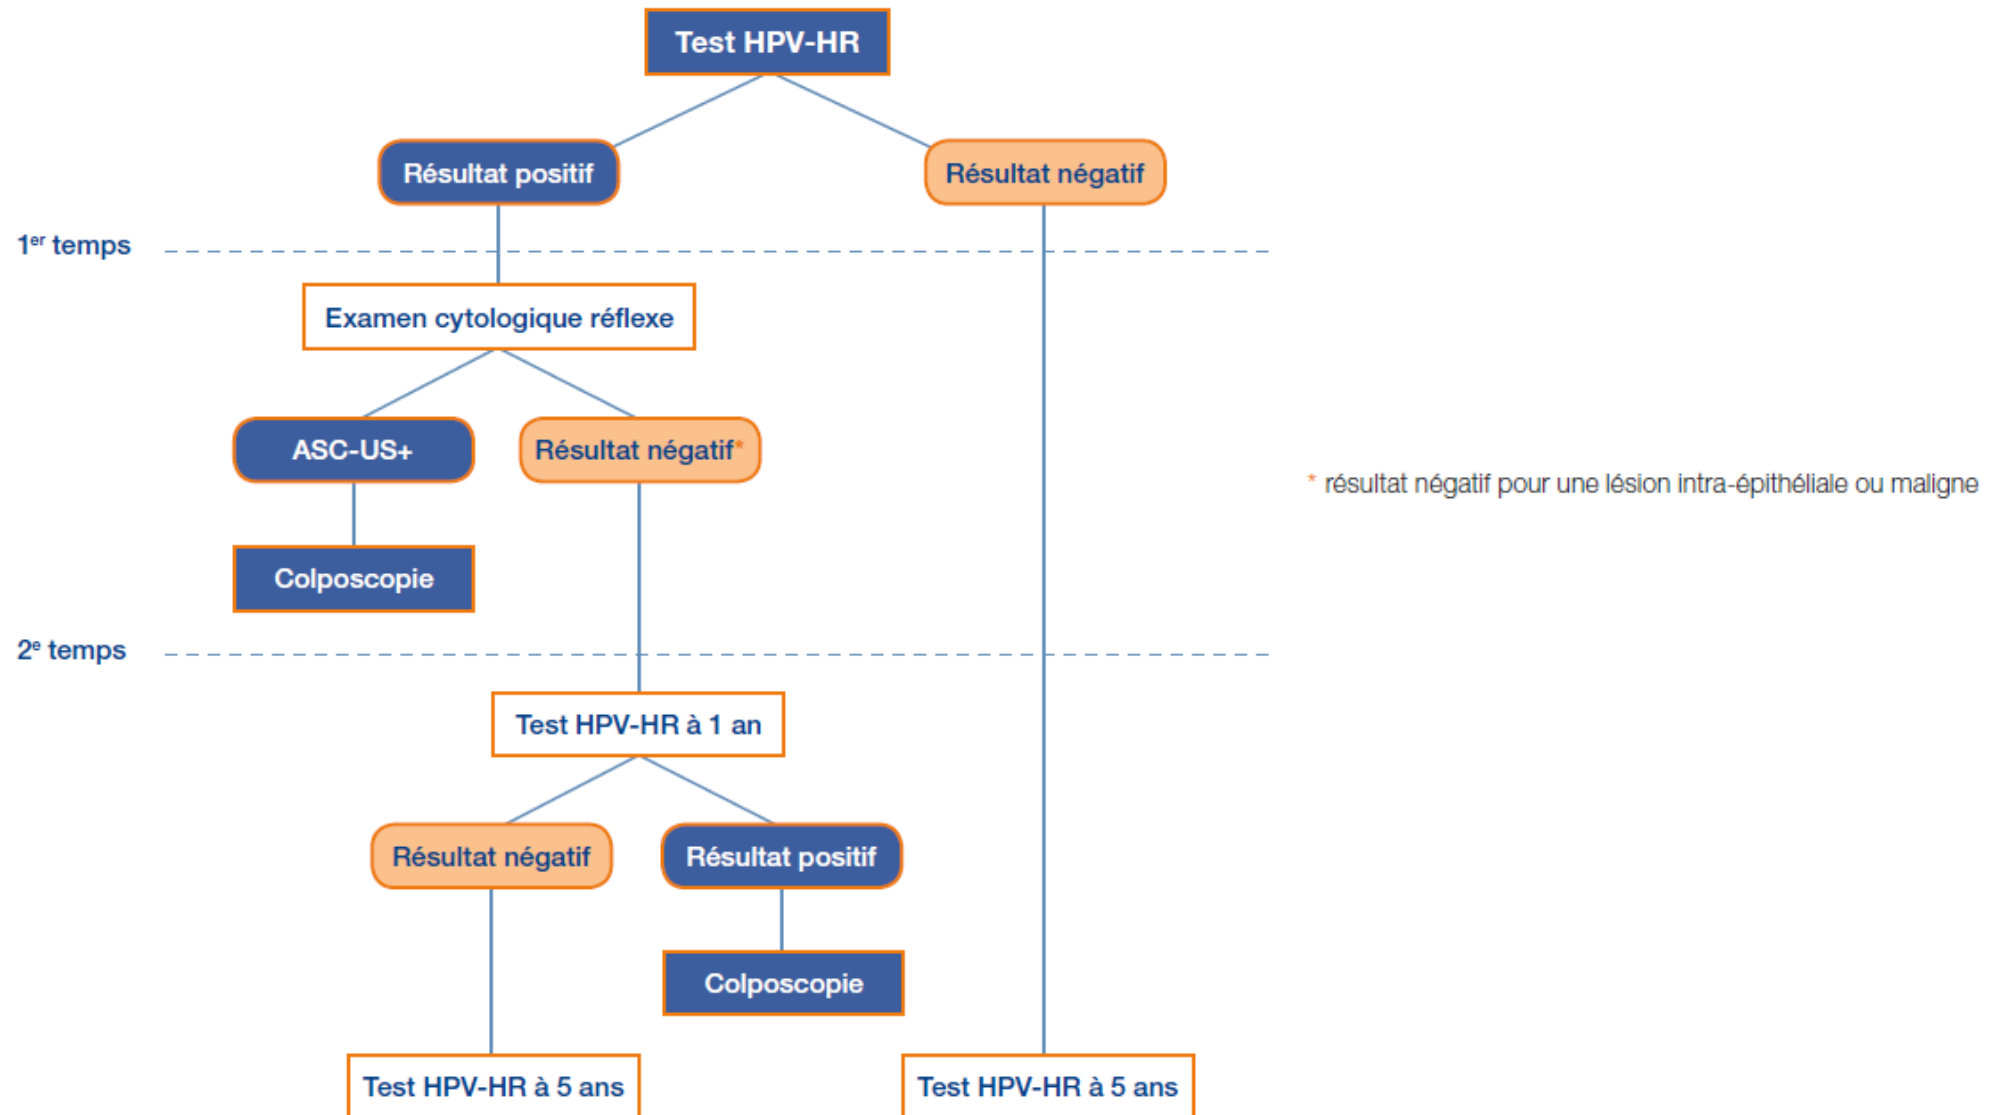 Test HPV-HR
Résultat positif
Résultat négatif
1er temps
Examen cytologique réflexe
ASC-US+
Résultat négatif*
* résultat négatif pour une lésion intra-épithéliale ou maligne
Colposcopie
2e temps
Test HPV-HR à 1 an
Résultat négatif
Résultat positif
Colposcopie
Test HPV-HR à 5 ans
Test HPV-HR à 5 ans